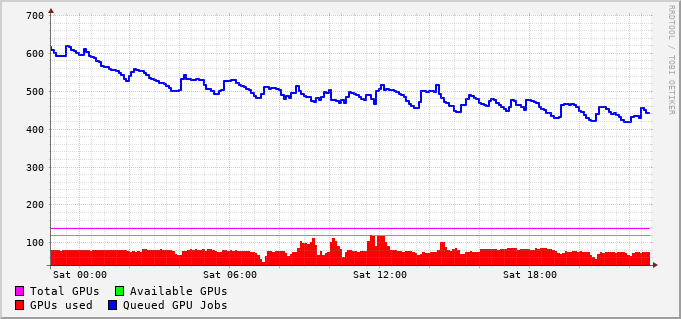 700
600
500
400
300
200
100
Sat 00:00 Sat 06:00 Sat 12:00 Sat 18:00
Total GPUs Available GPUs
GPUs used Queued GPU Jobs
RRDTOOL / TOBI OETIKER